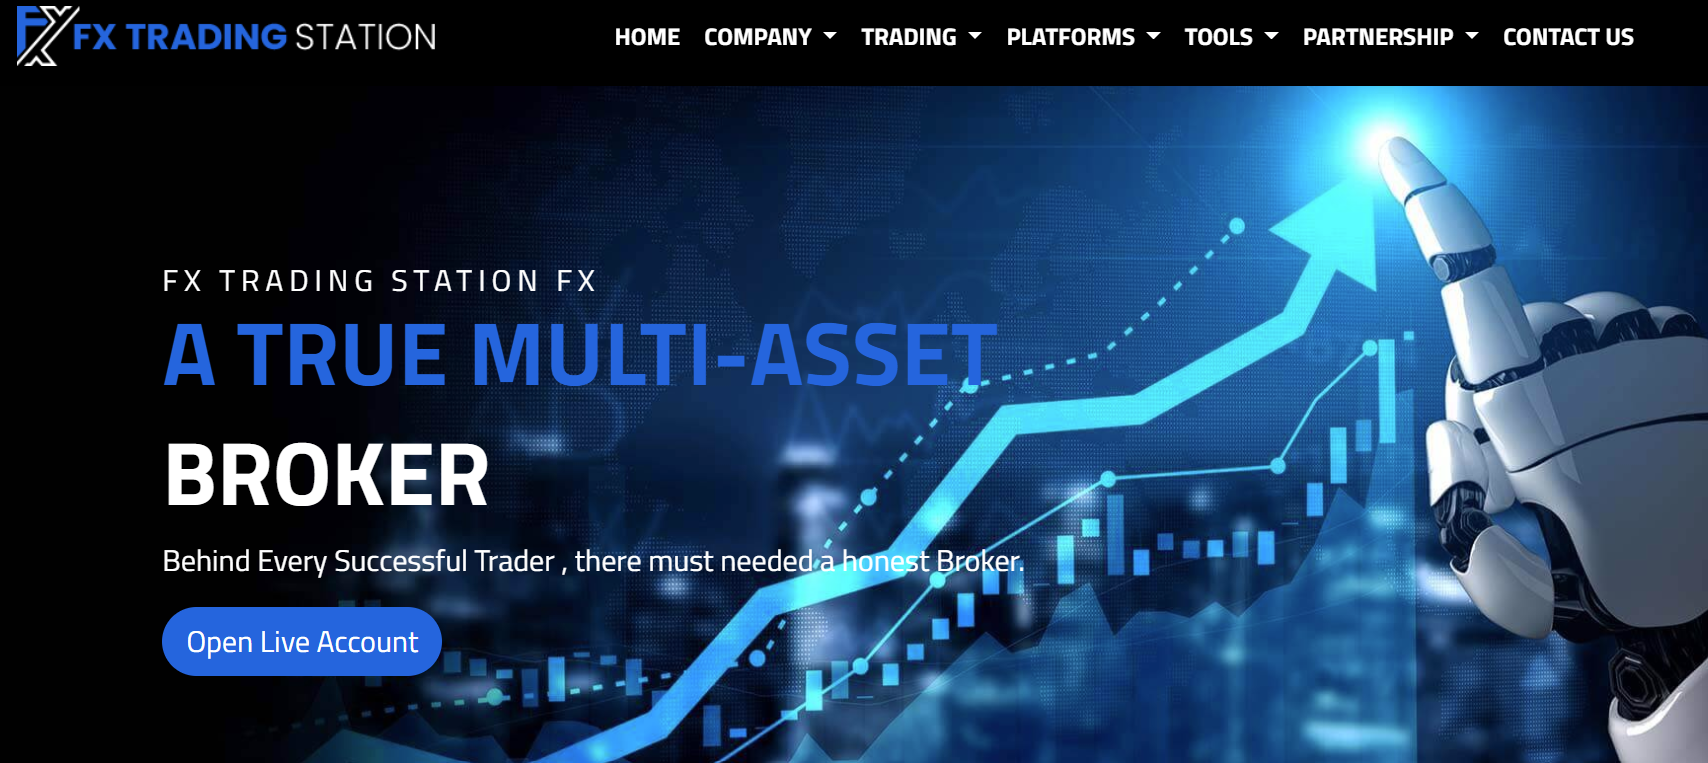 FX TRADING STATION
HOME COMPANY TRADING PLATFORMS TOOLS PARTNERSHIP CONTACT US
FX TRADING STATION FX
A TRUE MULTI-ASSET
BROKER
Behind Every Successful Trader , there must needed a honest Broker.
Open Live Account